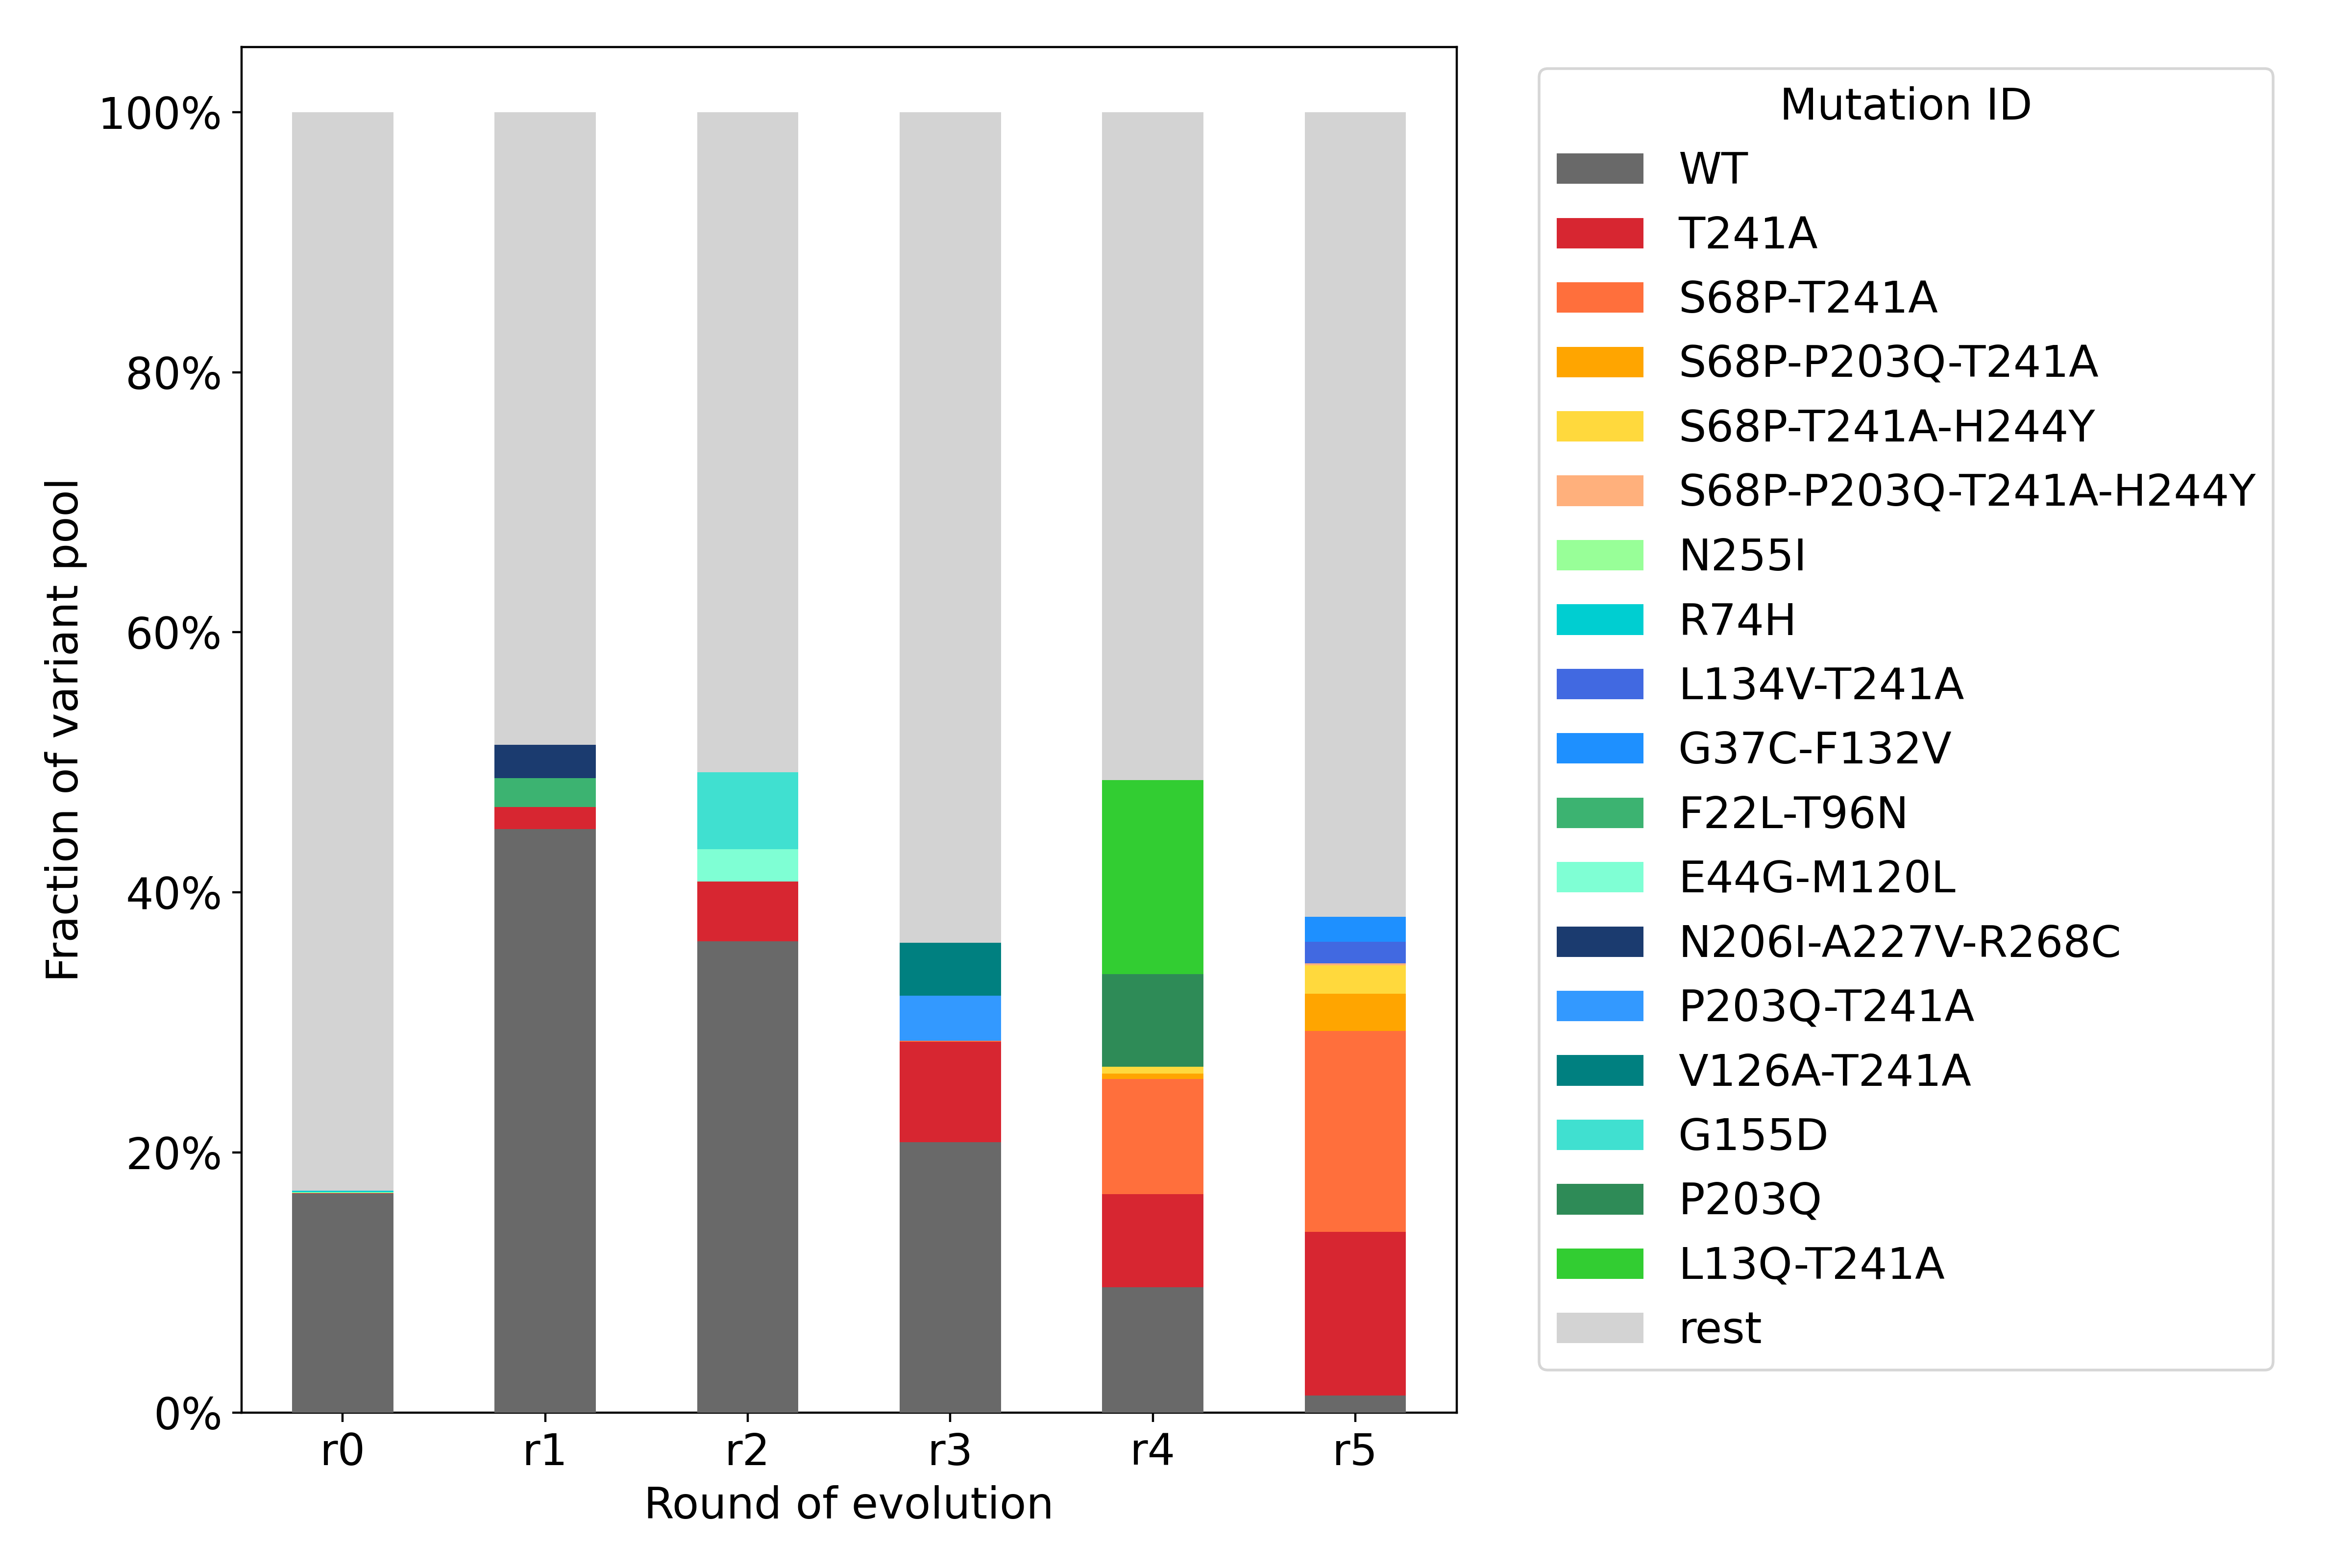 Fraction of variant pool
100%
80%
60%
40%
20%
0%
r0 r1 r2 r3 r4 r5
Round of evolution
Mutation ID
WT
T241A
S68P-T241A
S68P-P203Q-T241A
S68P-T241A-H244Y
S68P-P203Q-T241A-H244Y
N255I
R74H
L134V-T241A
G37C-F132V
F22L-T96N
E44G-M120L
N206I-A227V-R268C
P203Q-T241A
V126A-T241A
G155D
P203Q
L13Q-T241A
rest